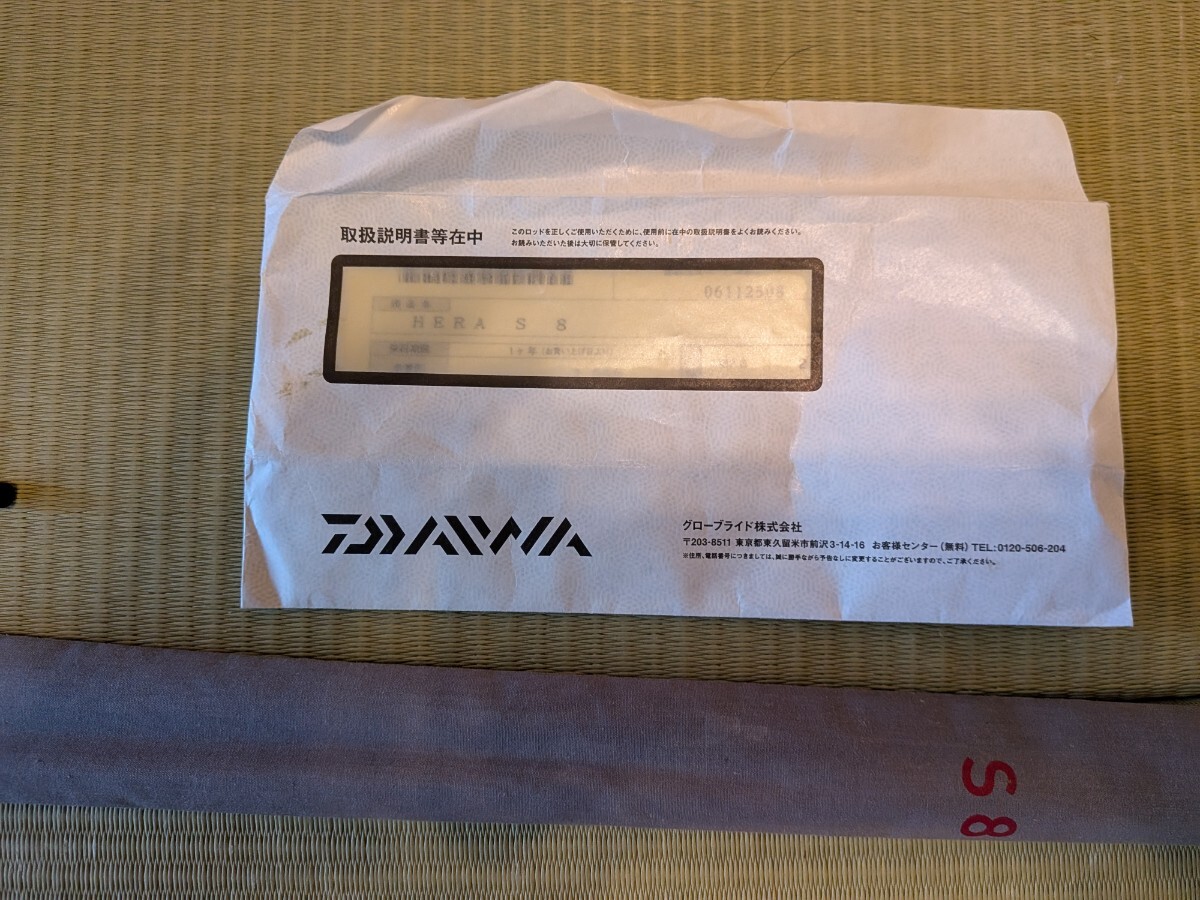 取扱説明書等在中
このロッドを正しくご使用いただくために、使用前に在中の取扱説明書をよくお読みください。
お読みいただいた後は大切に保管してください。
06112505
HERA S 8
DAIWA
グローブライド株式会社
〒203-8511 東京都東久留米市前沢3-14-16 お客様センター(無料) TEL:0120-506-204
※住所、電話番号につきましては、誠に勝手ながら予告なしに変更することがございますので、ご了承ください。
S
8